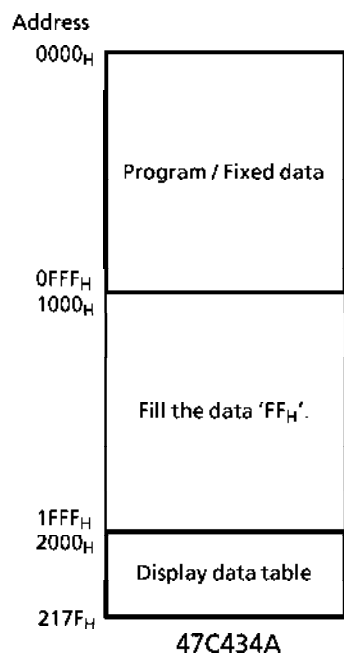 Address
0000H
Program / Fixed data
0FFFH
1000H
Fill the data ‘FFH’.
1FFFH
2000H
Display data table
217FH
47C434A